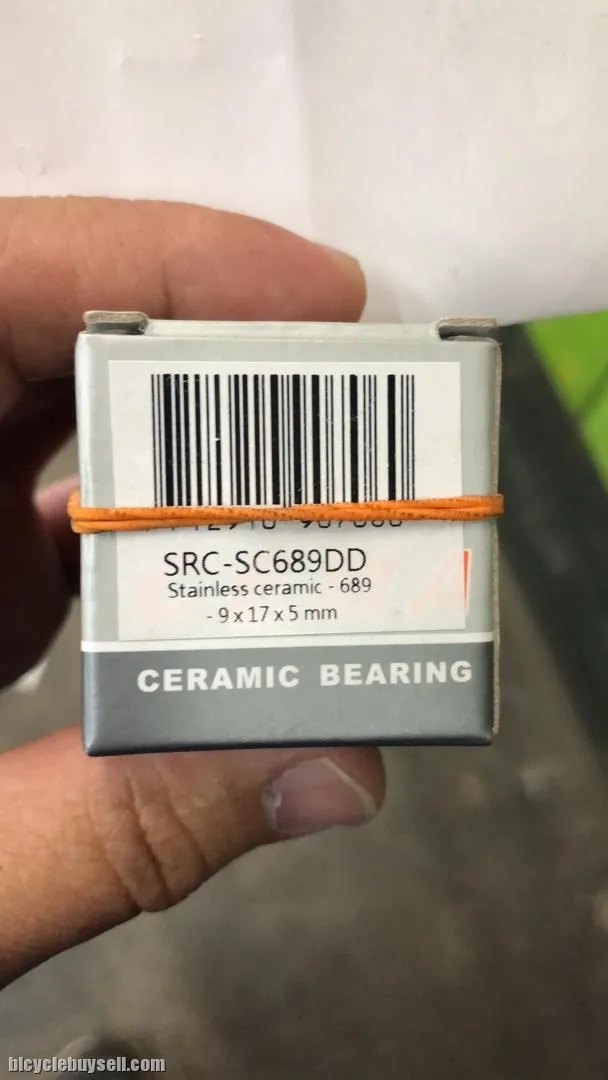 SRC-SC689DD
Stainless ceramic - 689
- 9 x 17 x 5 mm
CERAMIC BEARING
bicyclebuysell.com